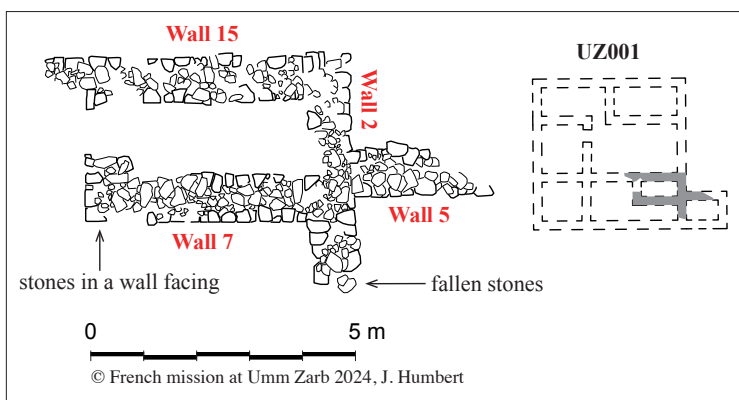 Wall 15
UZ001
Wall 2
Wall 5
Wall 7
stones in a wall facing
fallen stones
0 5 m
© French mission at Umm Zarb 2024, J. Humbert